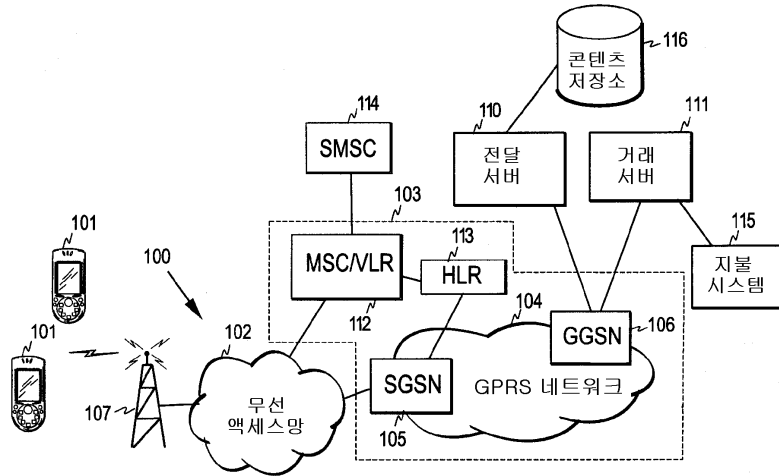 콘텐츠
저장소
116
114
SMSC
110
전달
서버
111
거래
서버
103
115
지불
시스템
101
100
MSC/VLR
112
113
HLR
104
GGSN
106
101
102
107
무선
액세스망
SGSN
105
GPRS 네트워크